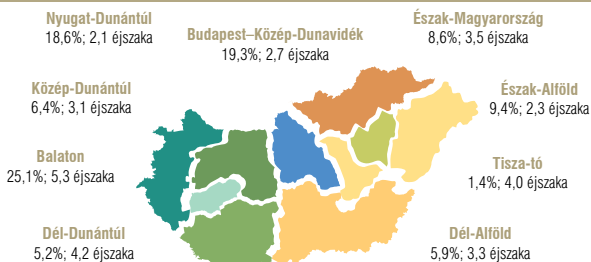 Nyugat-Dunántúl
18,6%; 2,1 éjszaka
Budapest–Közép-Dunavidék
19,3%; 2,7 éjszaka
Észak-Magyarország
8,6%; 3,5 éjszaka
Közép-Dunántúl
6,4%; 3,1 éjszaka
Észak-Alföld
9,4%; 2,3 éjszaka
Balaton
25,1%; 5,3 éjszaka
Tisza-tó
1,4%; 4,0 éjszaka
Dél-Dunántúl
5,2%; 4,2 éjszaka
Dél-Alföld
5,9%; 3,3 éjszaka